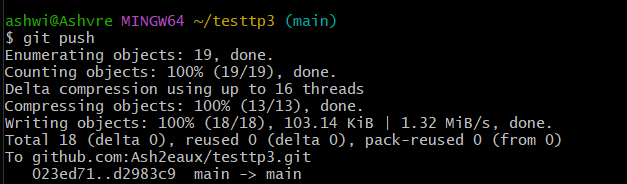 ashwi@Ashvre MINGW64 ~/testtp3 (main)
$ git push
Enumerating objects: 19, done.
Counting objects: 100% (19/19), done.
Delta compression using up to 16 threads
Compressing objects: 100% (13/13), done.
Writing objects: 100% (18/18), 103.14 KiB | 1.32 MiB/s, done.
Total 18 (delta 0), reused 0 (delta 0), pack-reused 0 (from 0)
To github.com:Ash2eaux/testtp3.git
   023ed71..d2983c9  main -> main